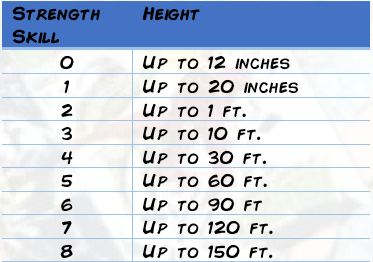 Strength Skill Height
0 Up to 12 inches
1 Up to 20 inches
2 Up to 1 ft.
3 Up to 10 ft.
4 Up to 30 ft.
5 Up to 60 ft.
6 Up to 90 ft
7 Up to 120 ft.
8 Up to 150 ft.